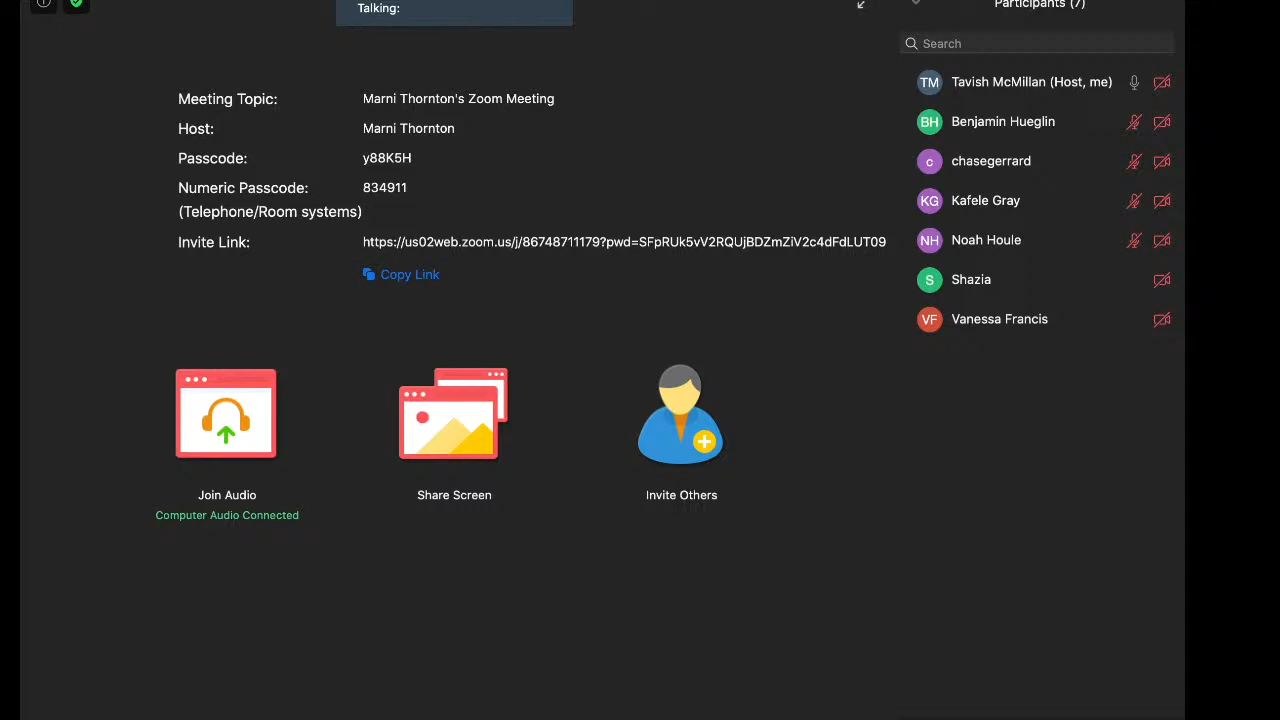 Talking:
Participants (7)
Search
Meeting Topic: Marni Thornton's Zoom Meeting
Host: Marni Thornton
Passcode: y88K5H
Numeric Passcode: 834911
(Telephone/Room systems)
Invite Link: https://us02web.zoom.us/j/86748711179?pwd=SFpRUk5vV2RQUjBDZmZiV2c4dFdLUT09
Copy Link
TM Tavish McMillan (Host, me)
BH Benjamin Hueglin
c chasegerrard
KG Kafele Gray
NH Noah Houle
S Shazia
VF Vanessa Francis
Join Audio
Computer Audio Connected
Share Screen
Invite Others